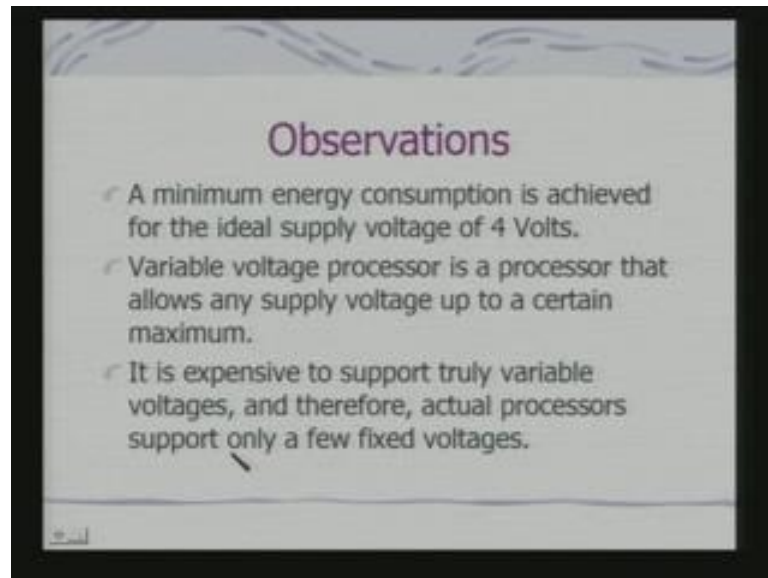 Observations
A minimum energy consumption is achieved
for the ideal supply voltage of 4 Volts.
Variable voltage processor is a processor that
allows any supply voltage up to a certain
maximum.
It is expensive to support truly variable
voltages, and therefore, actual processors
support only a few fixed voltages.